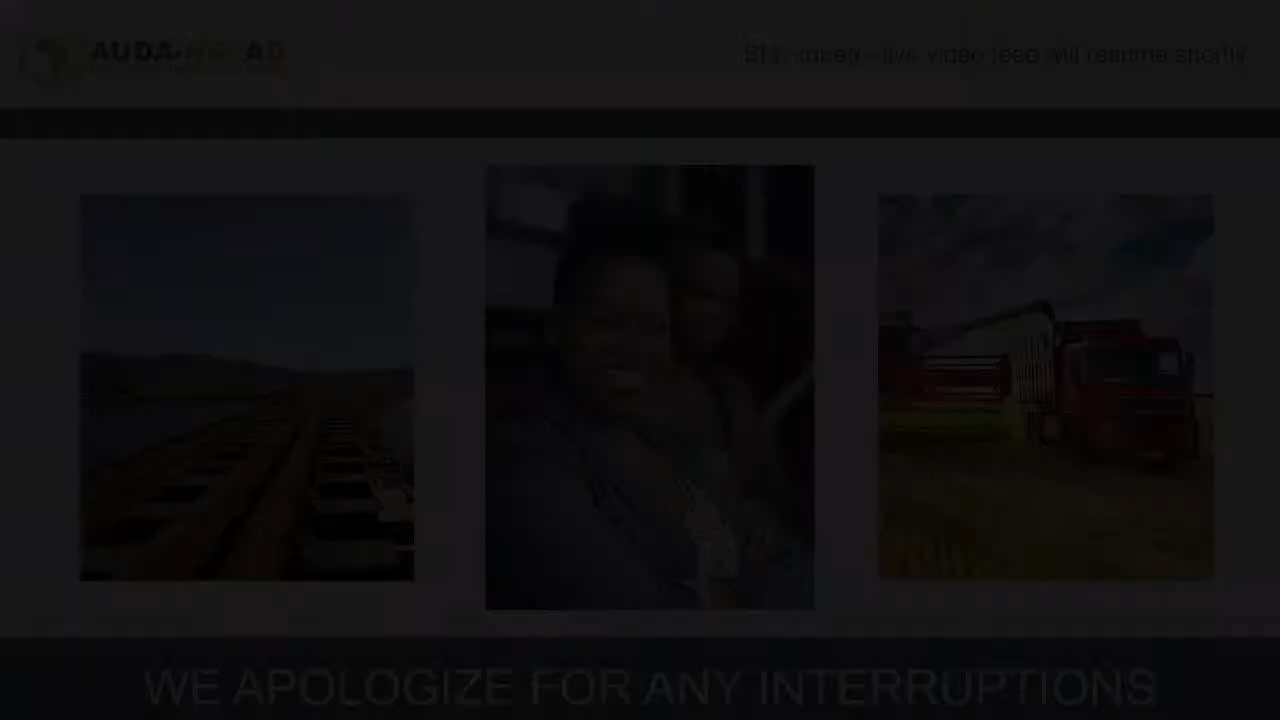 AUDA-NEPAD
Stay tuned - live video feed will resume shortly
WE APOLOGIZE FOR ANY INTERRUPTIONS